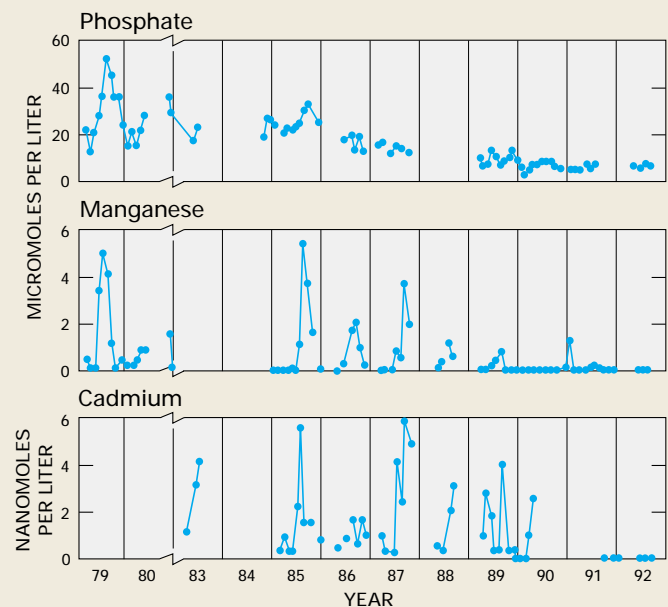 Phosphate
60
40
20
0
MICROMOLES PER LITER
Manganese
6
4
2
0
Cadmium
6
4
2
0
NANOMOLES
PER LITER
79 80 83 84 85 86 87 88 89 90 91 92
YEAR